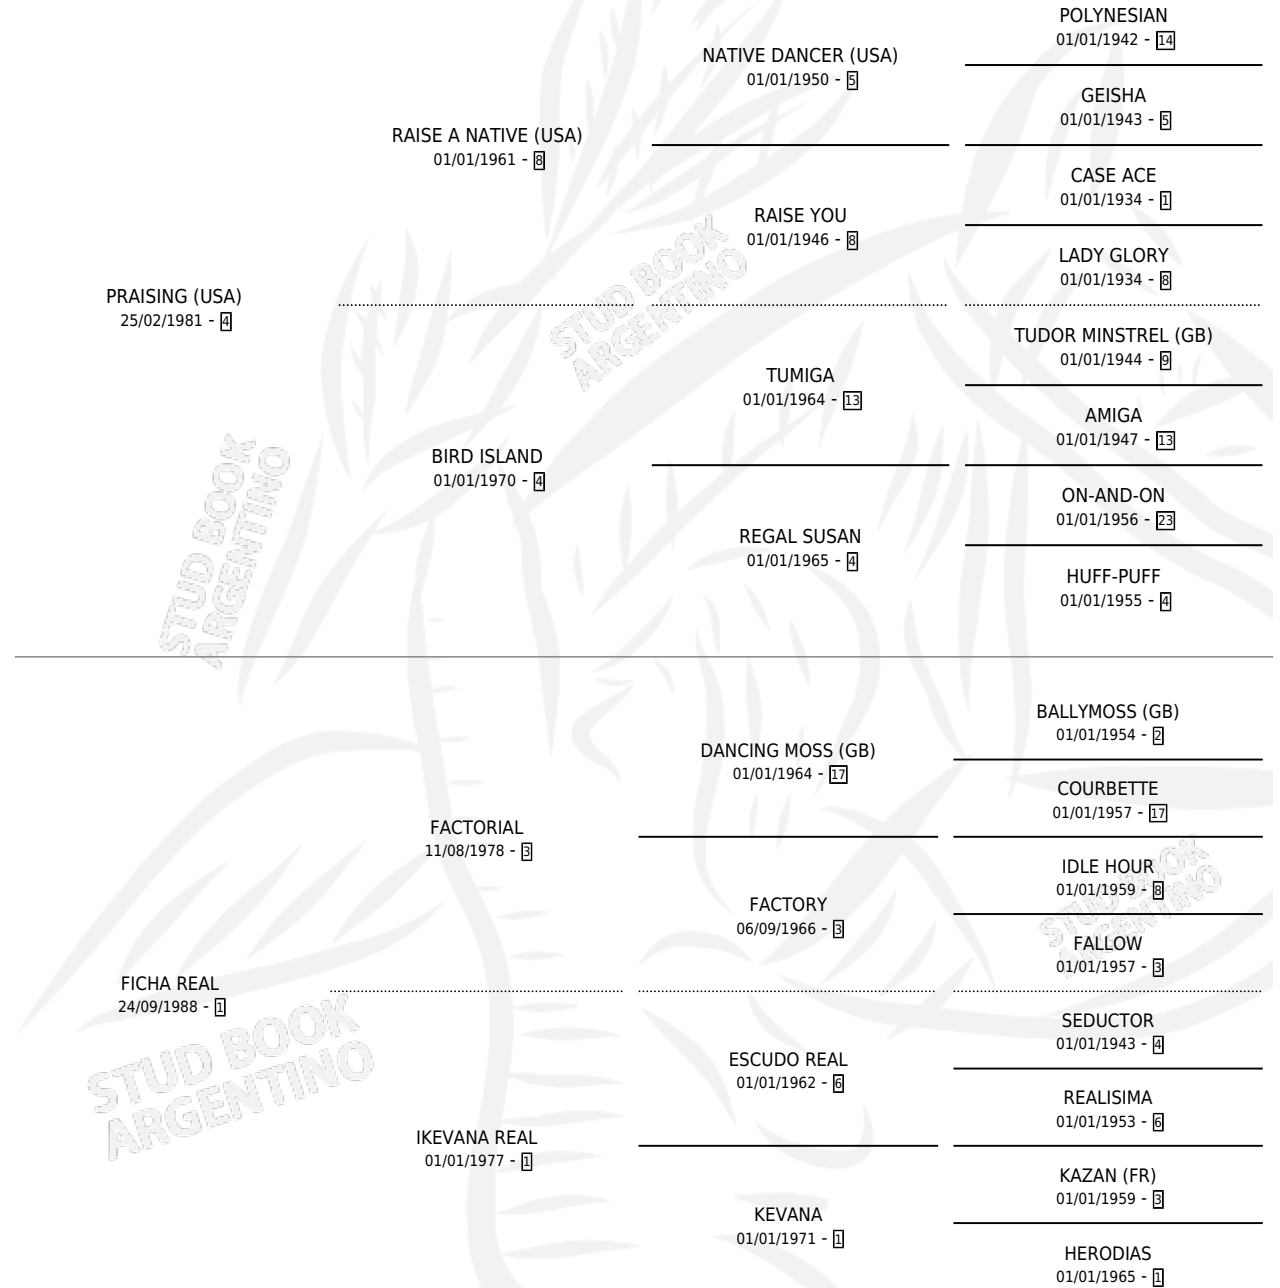 POLYNESIAN
01/01/1942 - 14
NATIVE DANCER (USA)
01/01/1950 - 5
GEISHA
01/01/1943 - 5
RAISE A NATIVE (USA)
01/01/1961 - 8
CASE ACE
01/01/1934 - 1
RAISE YOU
01/01/1946 - 8
LADY GLORY
01/01/1934 - 8
PRAISING (USA)
25/02/1981 - 4
STUD BOOK
ARGENTINO
TUDOR MINSTREL (GB)
01/01/1944 - 9
TUMIGA
01/01/1964 - 13
AMIGA
01/01/1947 - 13
BIRD ISLAND
01/01/1970 - 4
ON-AND-ON
01/01/1956 - 23
REGAL SUSAN
01/01/1965 - 4
HUFF-PUFF
01/01/1955 - 4
STUD BOOK
ARGENTINO
BALLYMOSS (GB)
01/01/1954 - 2
DANCING MOSS (GB)
01/01/1964 - 17
COURBETTE
01/01/1957 - 17
FACTORIAL
11/08/1978 - 3
IDLE HOUR
01/01/1959 - 8
FACTORY
06/09/1966 - 3
STUD BOOK
ARGENTINO
FALLOW
01/01/1957 - 3
FICHA REAL
24/09/1988 - 1
SEDUCTOR
01/01/1943 - 4
ESCUDO REAL
01/01/1962 - 6
STUD BOOK
ARGENTINO
REALISIMA
01/01/1953 - 6
IKEVANA REAL
01/01/1977 - 1
KAZAN (FR)
01/01/1959 - 3
KEVANA
01/01/1971 - 1
HERODIAS
01/01/1965 - 1